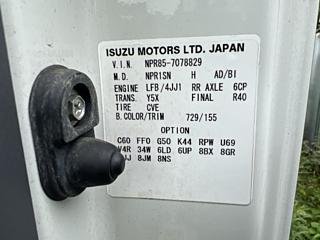 ISUZU MOTORS LTD. JAPAN
V.I.N. NPR85-7078829
M.D. NPR1SN H AD/BI
ENGINE LFB/4JJ1 RR AXLE 6CP
TRANS. Y5X FINAL R40
TIRE CVE
B.COLOR/TRIM 729/155
OPTION
C60 FF0 G50 K44 RPW U69
V4R 34W 6LD 6UP 8BX 8GR
8JM 8NS